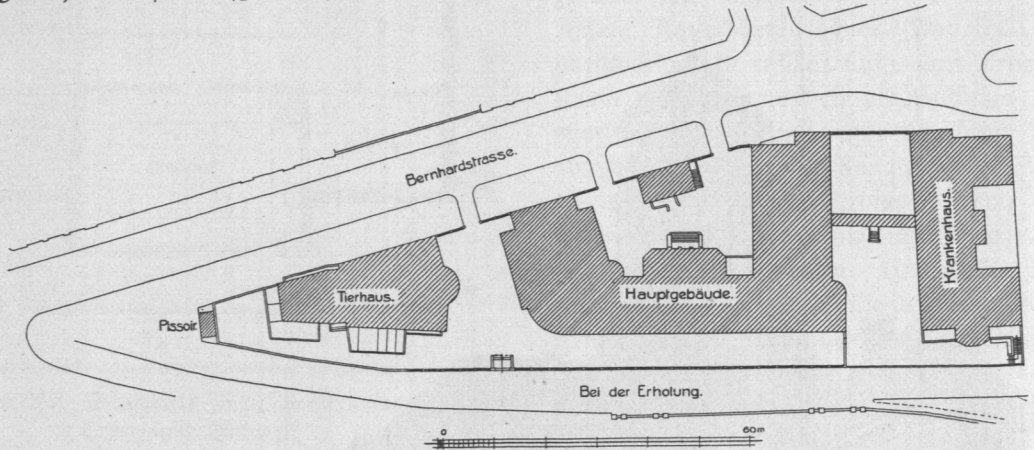 Bernhardstrasse.
Krankenhaus.
Tierhaus.
Hauptgebäude.
Pissoir.
Bei der Erholung.
0 60m